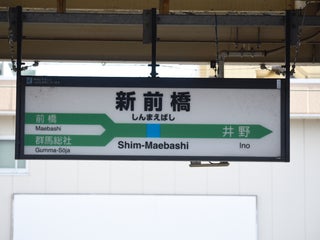 新前橋
しんまえばし
前橋
Maebashi
群馬総社
Gumma-Sōja
Shim-Maebashi
井野
Ino